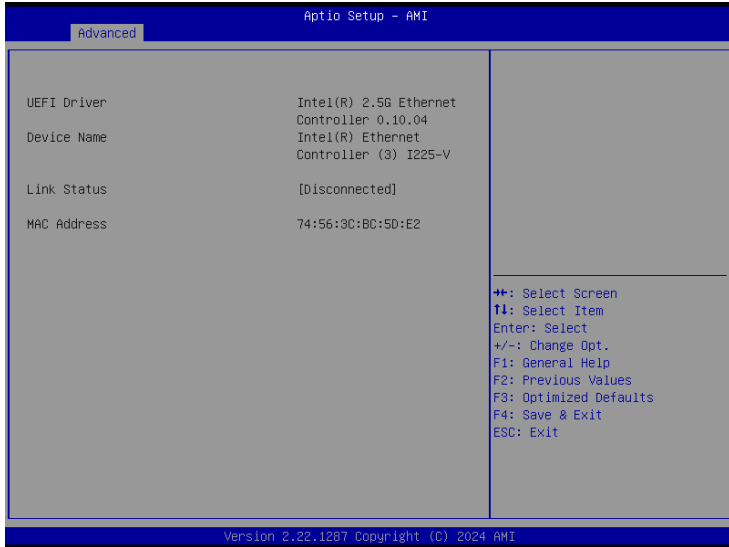 Aptio Setup - AMI
Advanced
UEFI Driver Intel(R) 2.5G Ethernet
Controller 0.10.04
Device Name Intel(R) Ethernet
Controller (3) I225-V
Link Status [Disconnected]
MAC Address 74:56:3C:BC:5D:E2
→←: Select Screen
↑↓: Select Item
Enter: Select
+/-: Change Opt.
F1: General Help
F2: Previous Values
F3: Optimized Defaults
F4: Save & Exit
ESC: Exit
Version 2.22.1287 Copyright (C) 2024 AMI